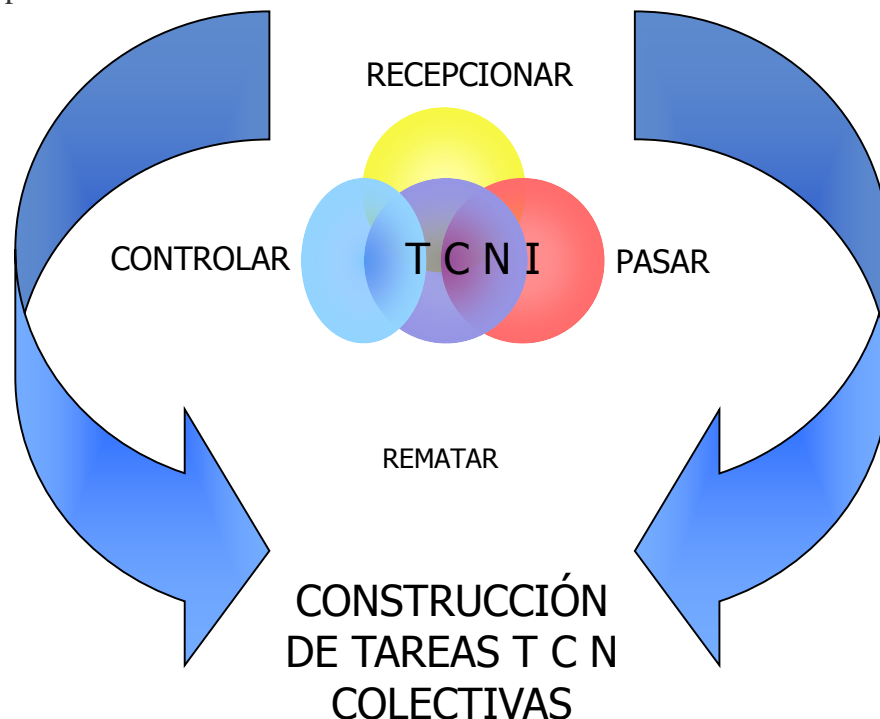 RECEPCIONAR
CONTROLAR
T C N I
PASAR
REMATAR
CONSTRUCCIÓN
DE TAREAS T C N
COLECTIVAS